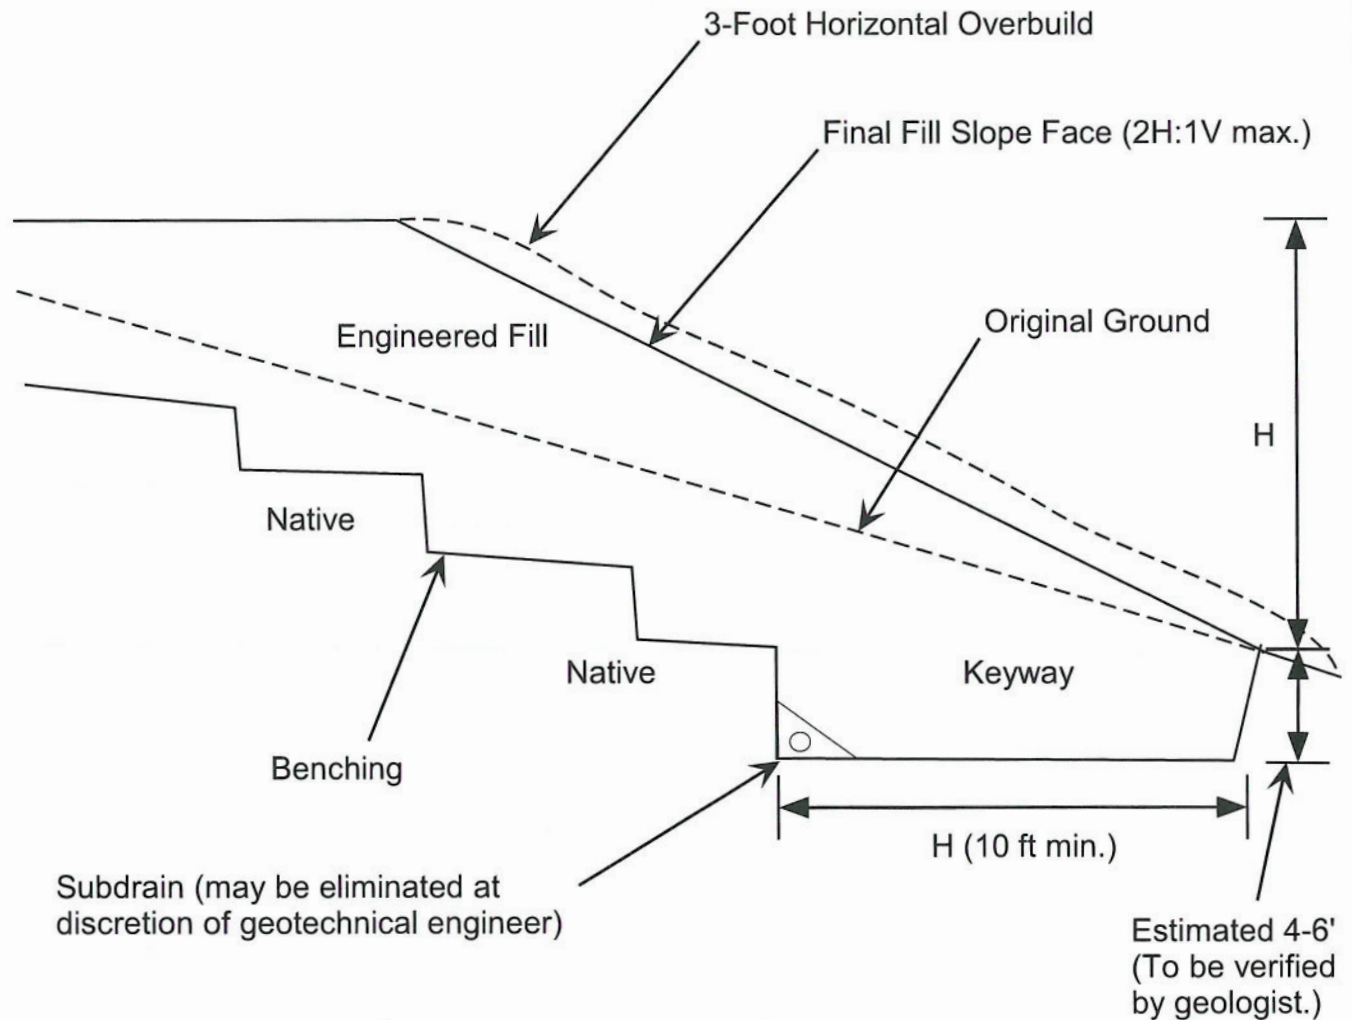 3-Foot Horizontal Overbuild
Final Fill Slope Face (2H:1V max.)
Original Ground
Engineered Fill
H
Native
Native
Keyway
Benching
H (10 ft min.)
Subdrain (may be eliminated at
discretion of geotechnical engineer)
Estimated 4-6'
(To be verified
by geologist.)